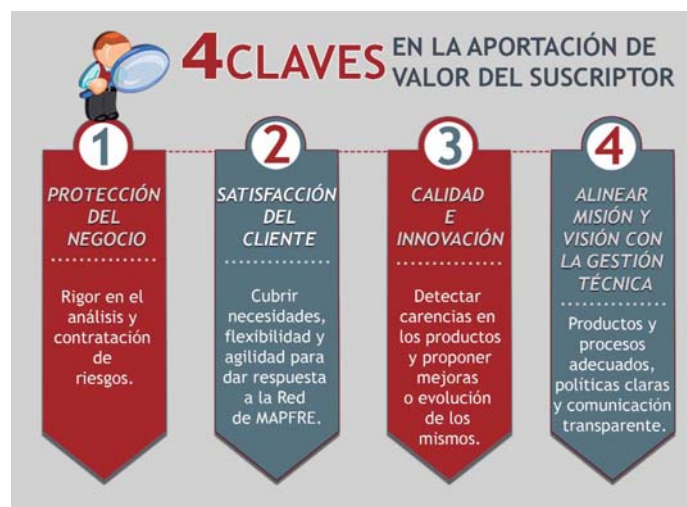 4 CLAVES EN LA APORTACIÓN DE
VALOR DEL SUSCRIPTOR
1
PROTECCIÓN
DEL
NEGOCIO
Rigor en el
análisis y
contratación
de
riesgos.
2
SATISFACCIÓN
DEL
CLIENTE
Cubrir
necesidades,
flexibilidad y
agilidad para
dar respuesta
a la Red
de MAPFRE.
3
CALIDAD
E
INNOVACIÓN
Detectar
carencias en
los productos
y proponer
mejoras
o evolución
de los
mismos.
4
ALINEAR
MISIÓN Y
VISIÓN CON
LA GESTIÓN
TÉCNICA
Productos y
procesos
adecuados,
políticas claras
y comunicación
transparente.